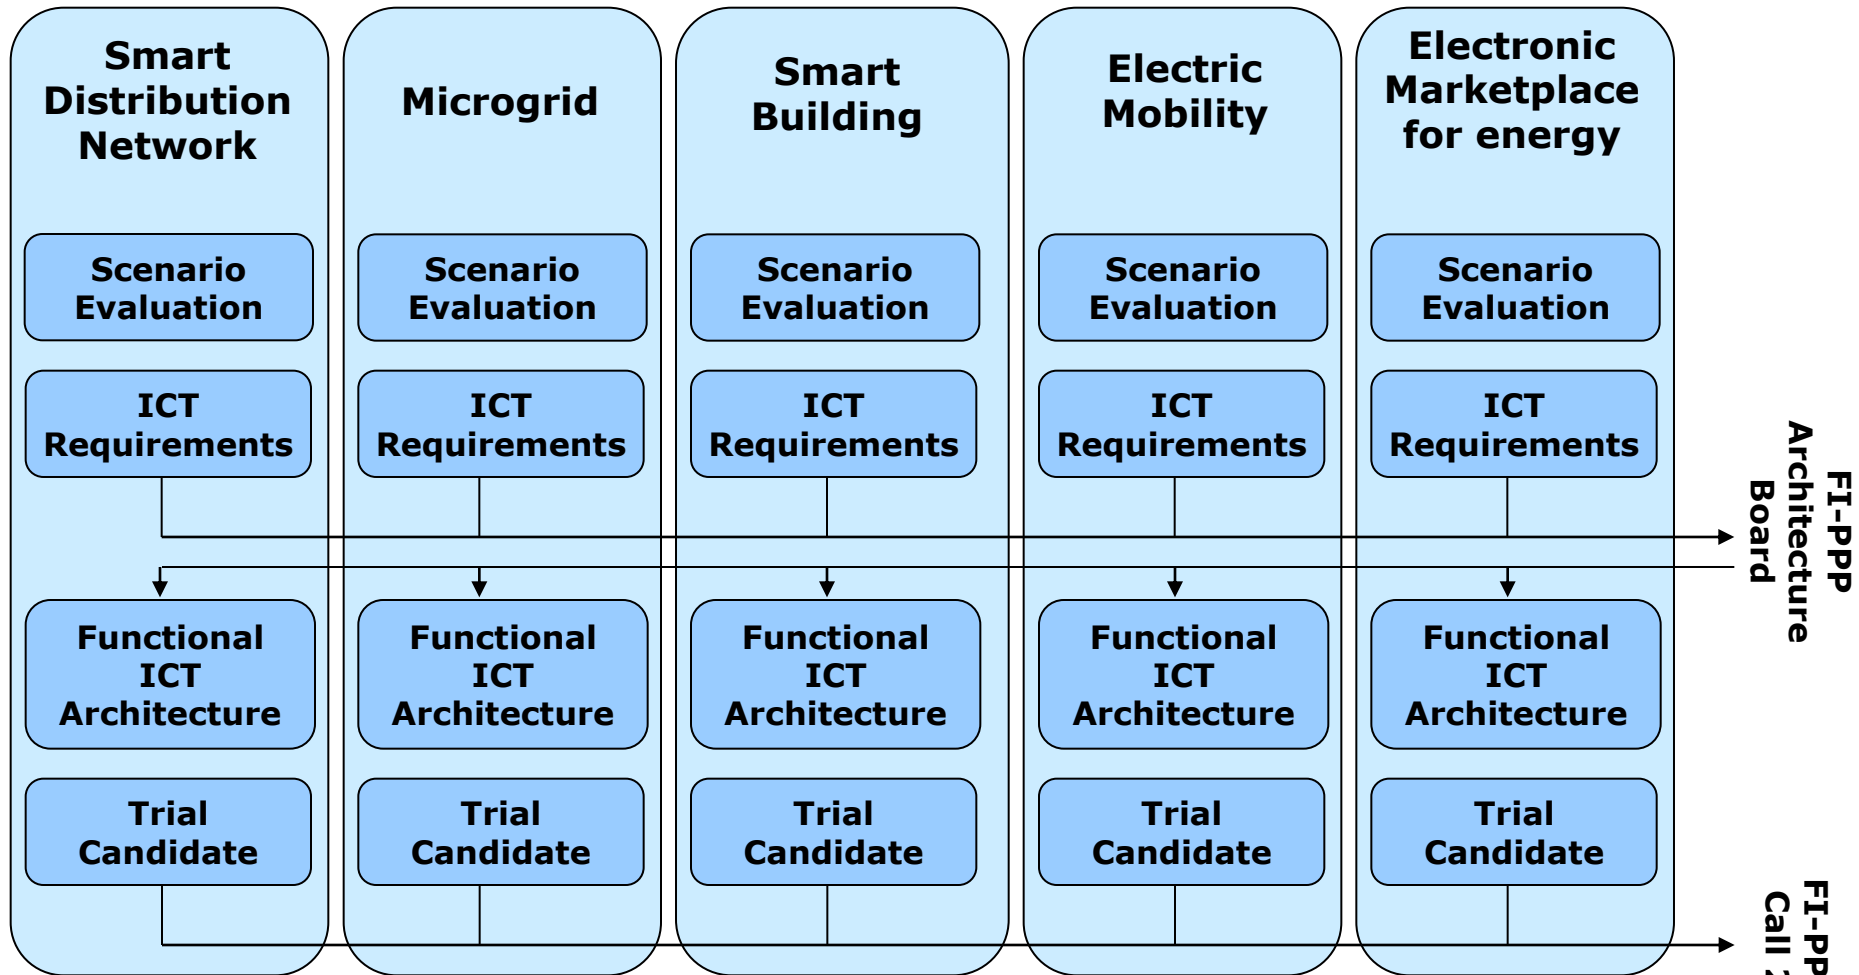 Smart
Distribution
Network
Microgrid
Smart
Building
Electric
Mobility
Electronic
Marketplace
for energy
Scenario
Evaluation
Scenario
Evaluation
Scenario
Evaluation
Scenario
Evaluation
Scenario
Evaluation
ICT
Requirements
ICT
Requirements
ICT
Requirements
ICT
Requirements
ICT
Requirements
FI-PPP
Architecture
Board
Functional
ICT
Architecture
Functional
ICT
Architecture
Functional
ICT
Architecture
Functional
ICT
Architecture
Functional
ICT
Architecture
Trial
Candidate
Trial
Candidate
Trial
Candidate
Trial
Candidate
Trial
Candidate
FI-PP
Call